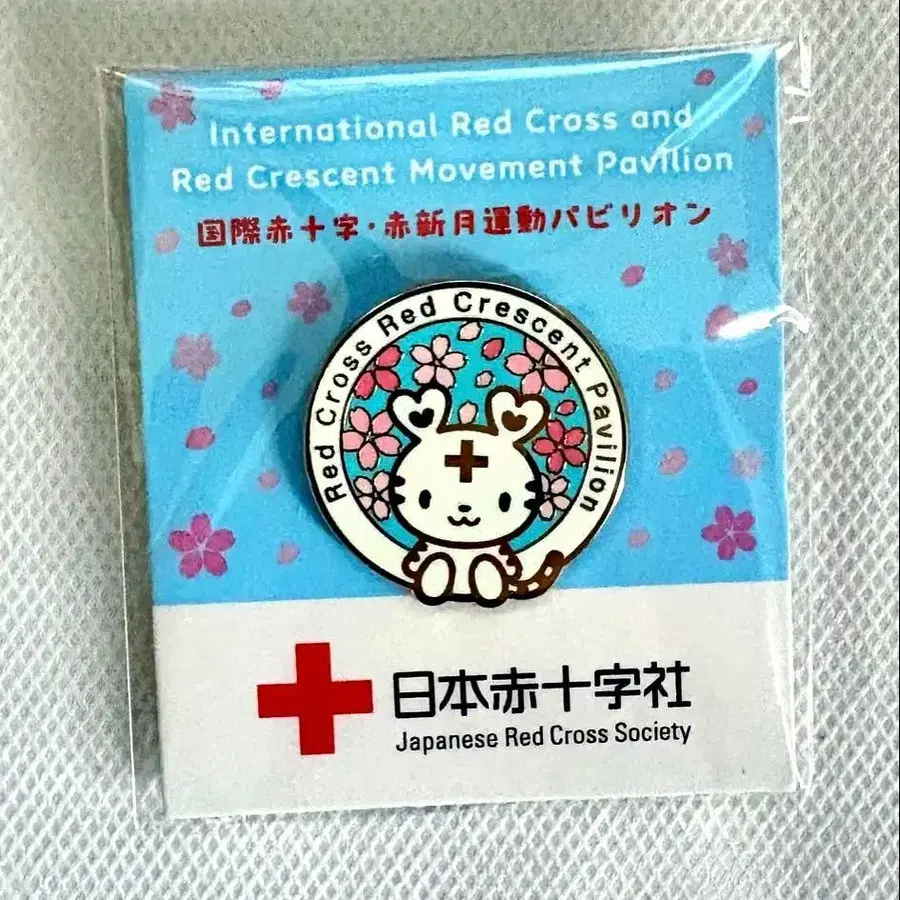 International Red Cross and
Red Crescent Movement Pavilion
国際赤十字・赤新月運動パビリオン
Red Cross Red Crescent Pavilion
日本赤十字社
Japanese Red Cross Society